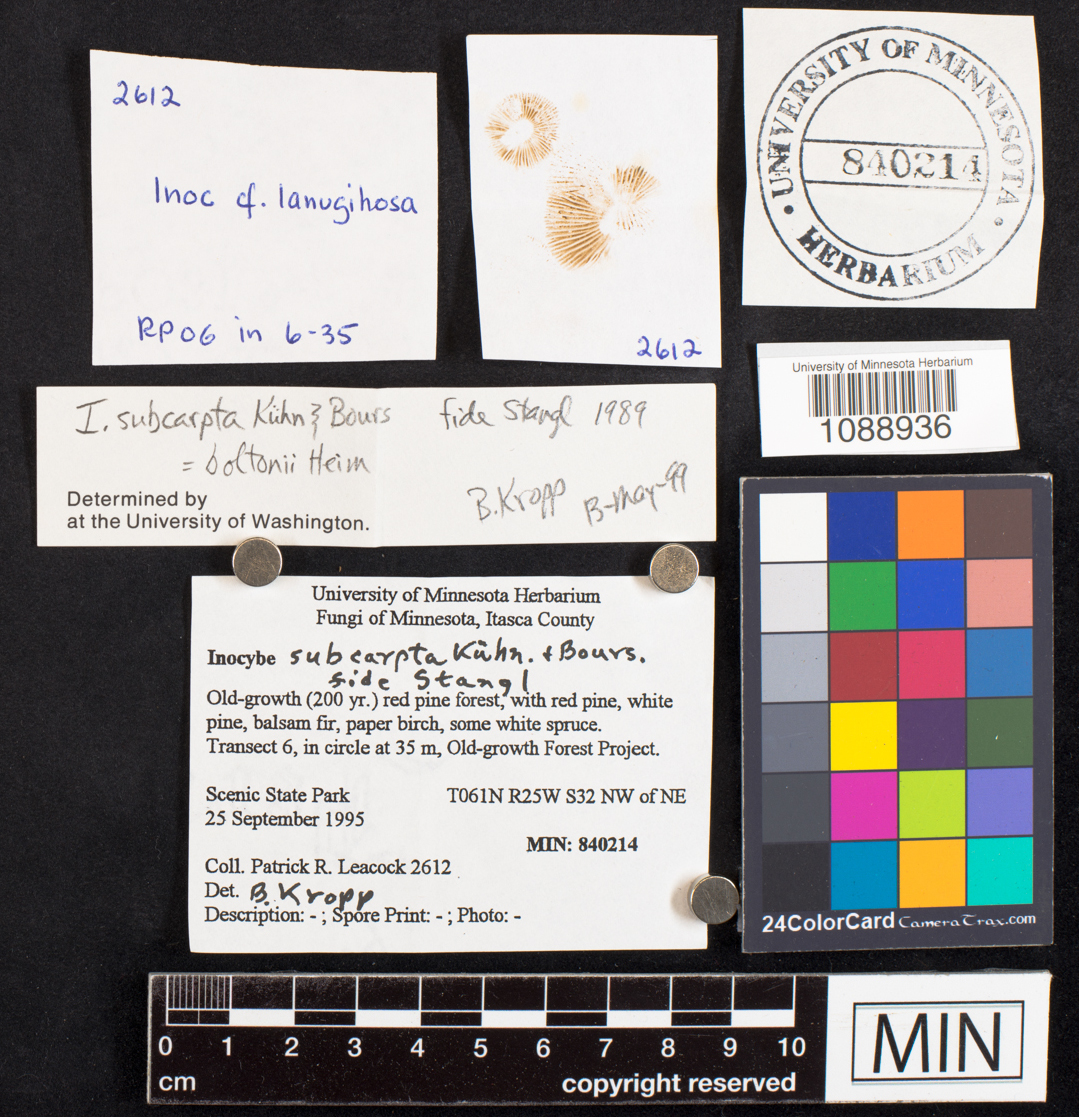 2612
Inoc cf. lanugihosa
RP06 in 6-35
2612
UNIVERSITY OF MINNESOTA
840214
• HERBARIUM •
University of Minnesota Herbarium
1088936
I. subcarpta Kühn & Bours fide Stangl 1989
= boltonii Heim
B. Kropp 13-May-99
Determined by
at the University of Washington.
University of Minnesota Herbarium
Fungi of Minnesota, Itasca County
Inocybe subcarpta Kühn. + Bours.
fide Stangl
Old-growth (200 yr.) red pine forest, with red pine, white
pine, balsam fir, paper birch, some white spruce.
Transect 6, in circle at 35 m, Old-growth Forest Project.
Scenic State Park T061N R25W S32 NW of NE
25 September 1995
MIN: 840214
Coll. Patrick R. Leacock 2612
Det. B. Kropp
Description: - ; Spore Print: - ; Photo: -
24ColorCard CameraTrax.com
0 1 2 3 4 5 6 7 8 9 10
cm copyright reserved
MIN